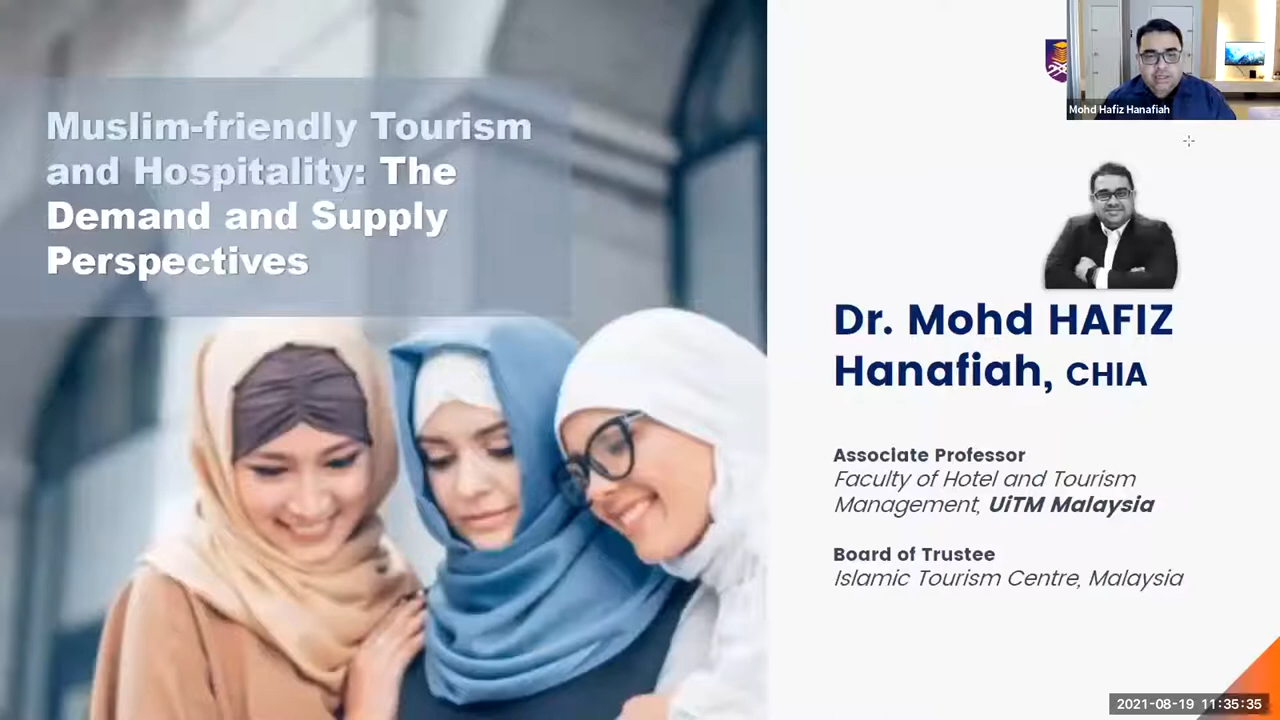 Muslim-friendly Tourism
and Hospitality: The
Demand and Supply
Perspectives
Mohd Hafiz Hanafiah
Dr. Mohd HAFIZ
Hanafiah, CHIA
Associate Professor
Faculty of Hotel and Tourism
Management, UiTM Malaysia
Board of Trustee
Islamic Tourism Centre, Malaysia
2021-08-19 11:35:35